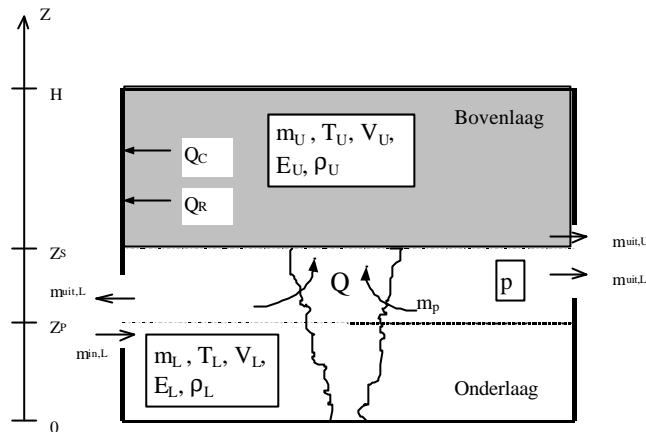 Z
H
Bovenlaag
m_U , T_U, V_U,
E_U, ρ_U
Q_C
Q_R
m_uit,U
Z_S
Q
p
m_uit,L
m_uit,L
m_p
Z_P
m_in,L
m_L , T_L, V_L,
E_L, ρ_L
Onderlaag
0